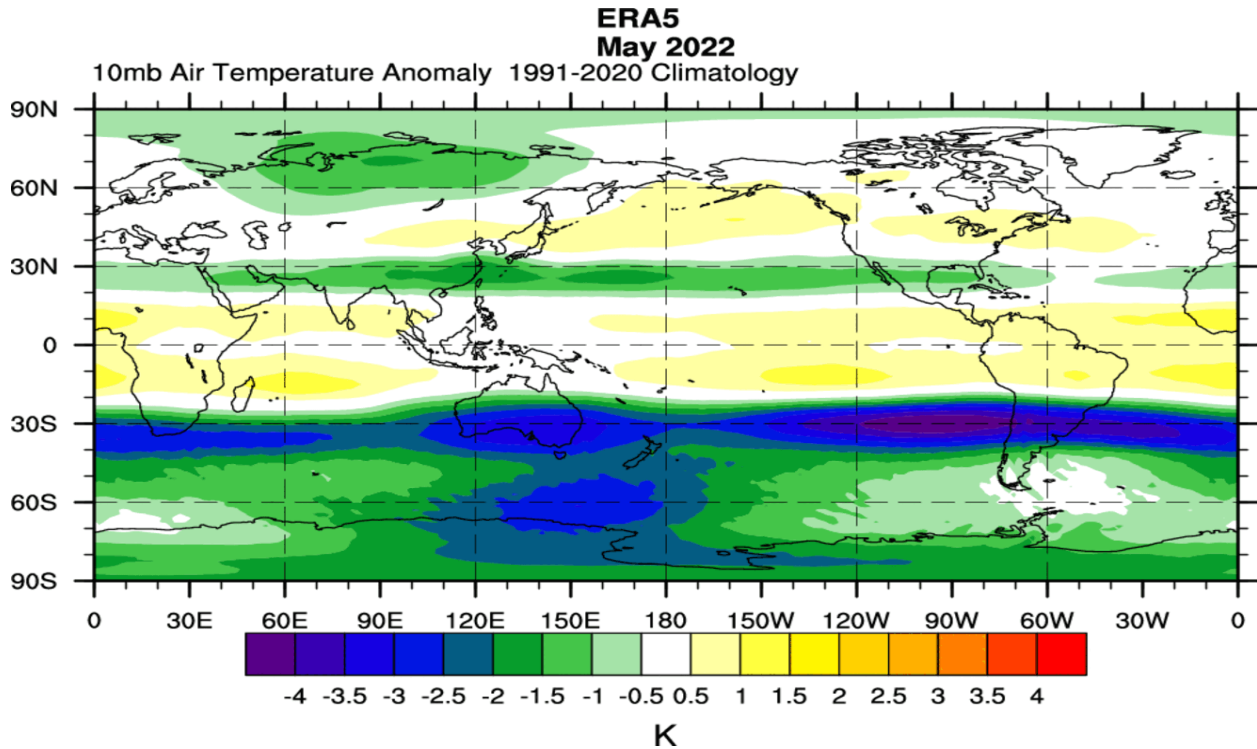 ERA5
May 2022
10mb Air Temperature Anomaly 1991-2020 Climatology
90N
60N
30N
0
30S
60S
90S
0 30E 60E 90E 120E 150E 180 150W 120W 90W 60W 30W 0
-4 -3.5 -3 -2.5 -2 -1.5 -1 -0.5 0.5 1 1.5 2 2.5 3 3.5 4
K